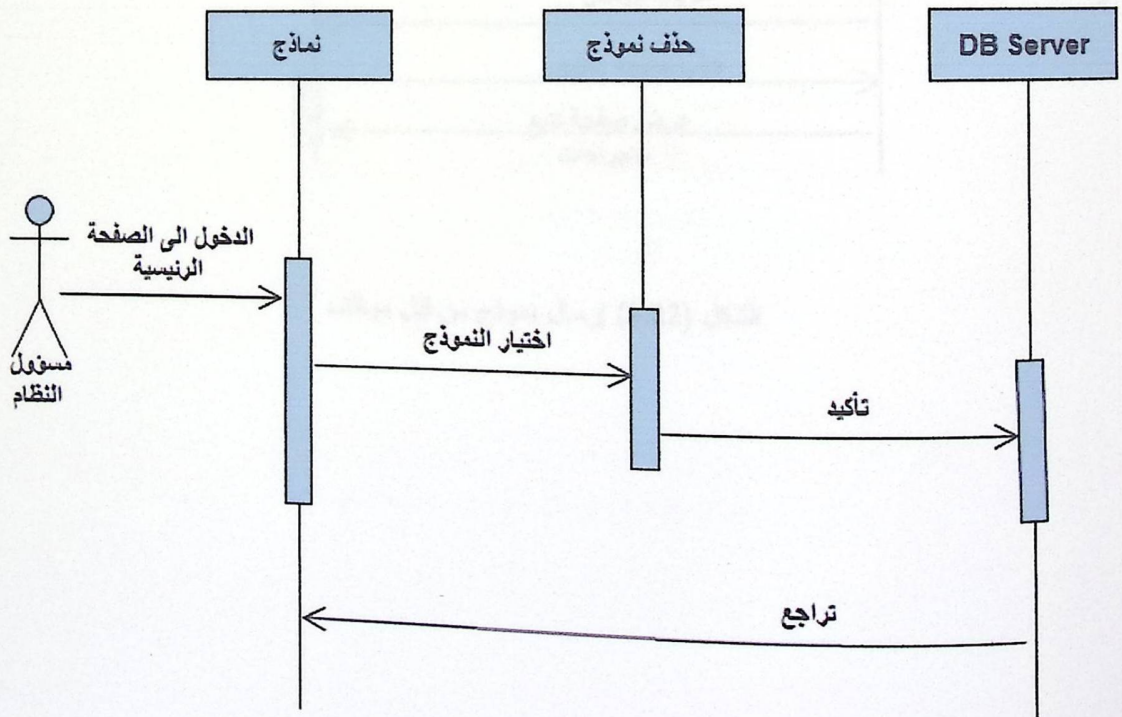 نماذج
حذف نموذج
DB Server
الدخول الى الصفحة
الرئيسية
مسؤول
النظام
اختيار النموذج
تأكيد
تراجع